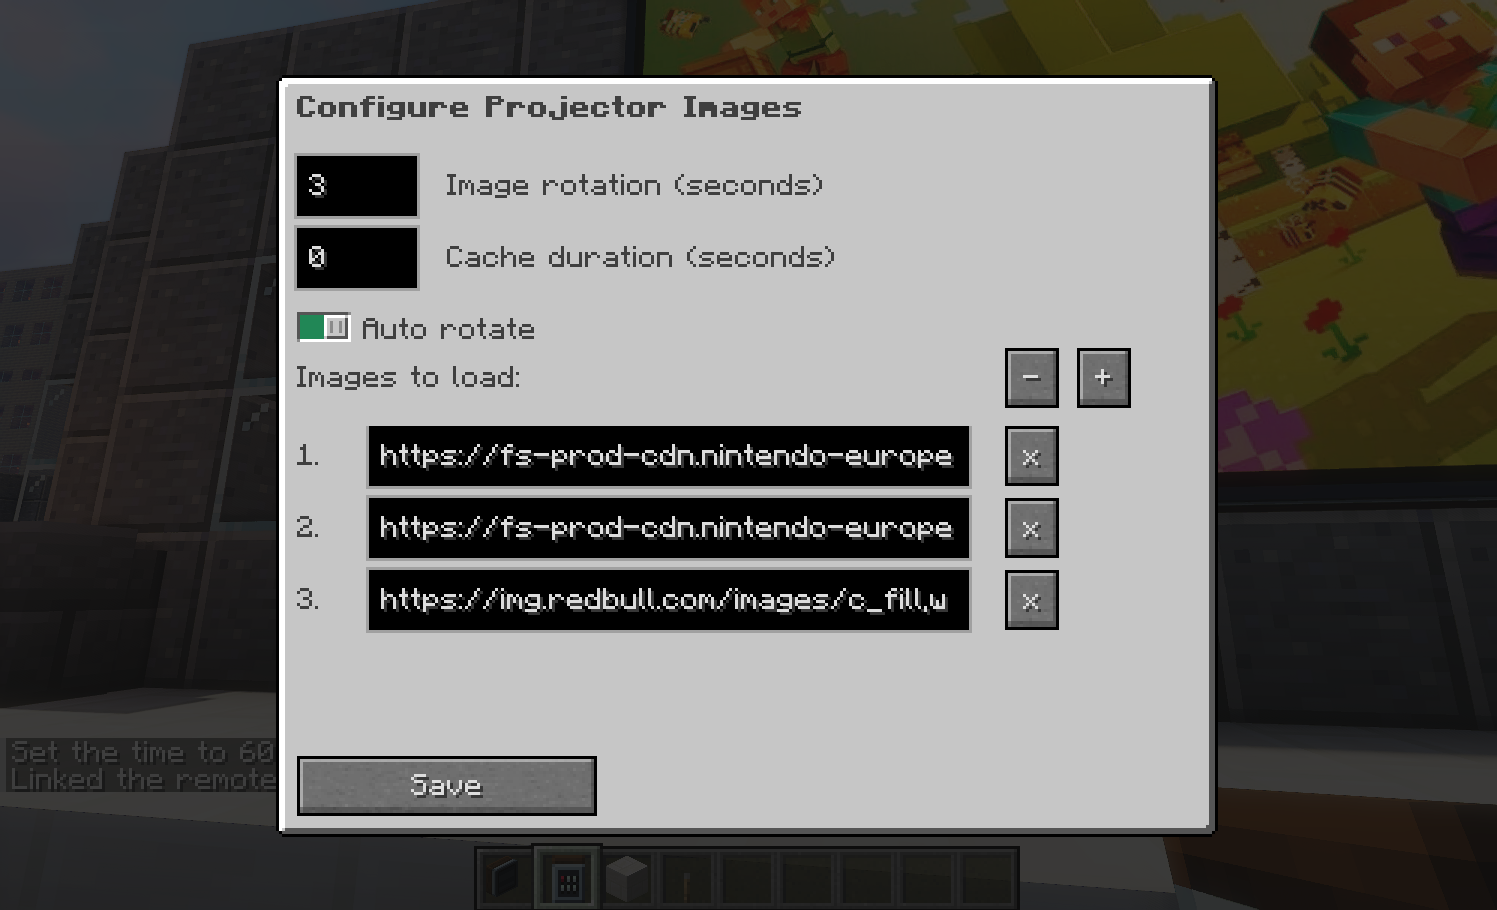 Configure Projector Images
3 Image rotation (seconds)
0 Cache duration (seconds)
Auto rotate
Images to load: - +
1. https://fs-prod-cdn.nintendo-europe x
2. https://fs-prod-cdn.nintendo-europe x
3. https://img.redbull.com/images/c_fill,w x
Set the time to 60
Linked the remote
Save